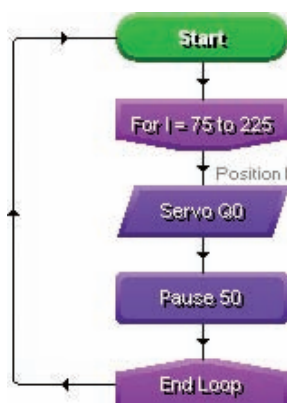 Start
For I = 75 to 225
Position I
Servo Q0
Pause 50
End Loop